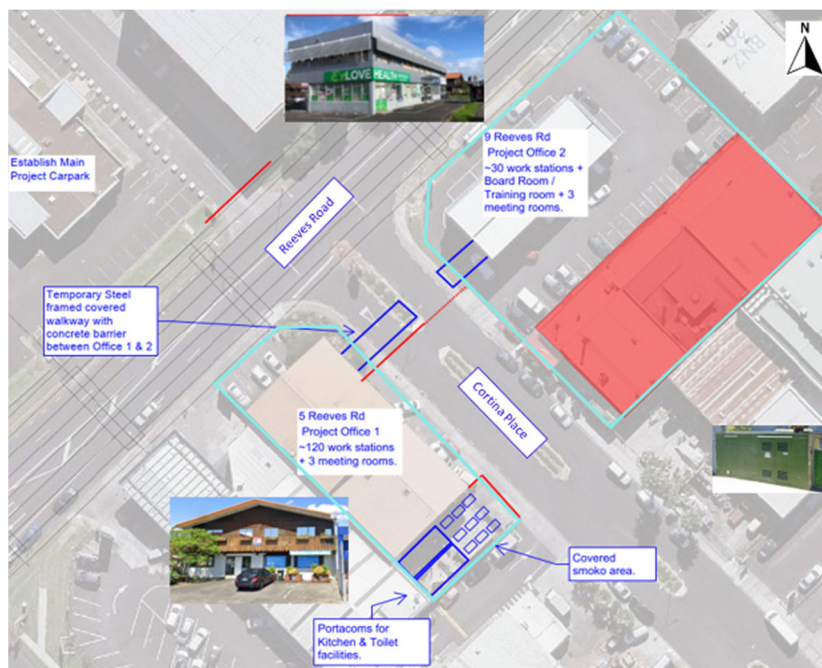 N
BNZ
20
LOVE HEALTH
Establish Main
Project Carpark
9 Reeves Rd
Project Office 2
~30 work stations +
Board Room /
Training room + 3
meeting rooms.
Reeves Road
Temporary Steel
framed covered
walkway with
concrete barrier
between Office 1 & 2
5 Reeves Rd
Project Office 1
~120 work stations
+ 3 meeting rooms.
Cortina Place
Covered
smoko area.
Portacoms for
Kitchen & Toilet
facilities.